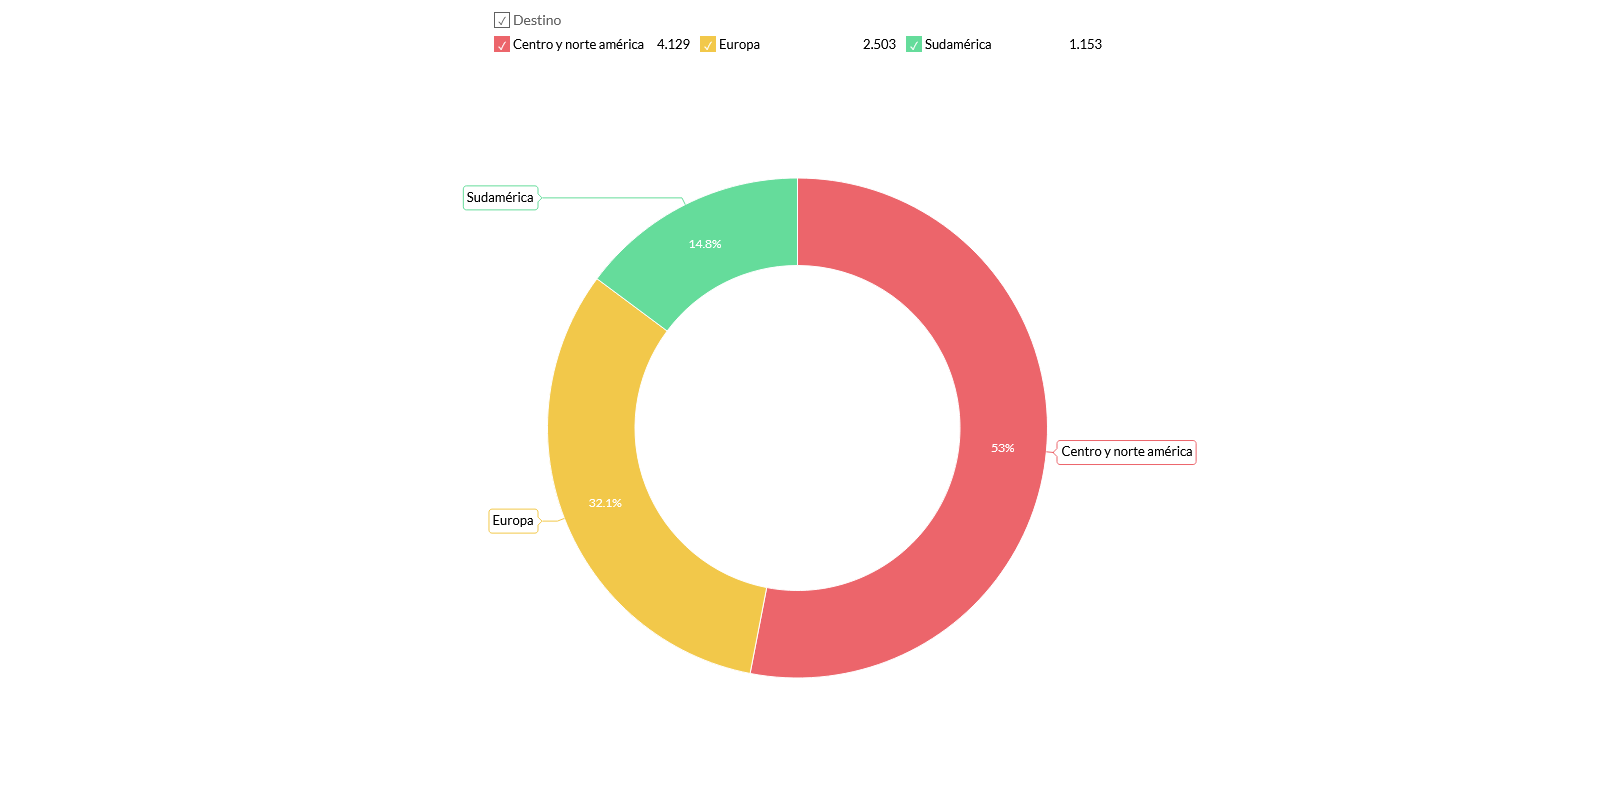 Destino
Centro y norte américa 4.129 Europa 2.503 Sudamérica 1.153
Sudamérica
14.8%
53%
Centro y norte américa
32.1%
Europa